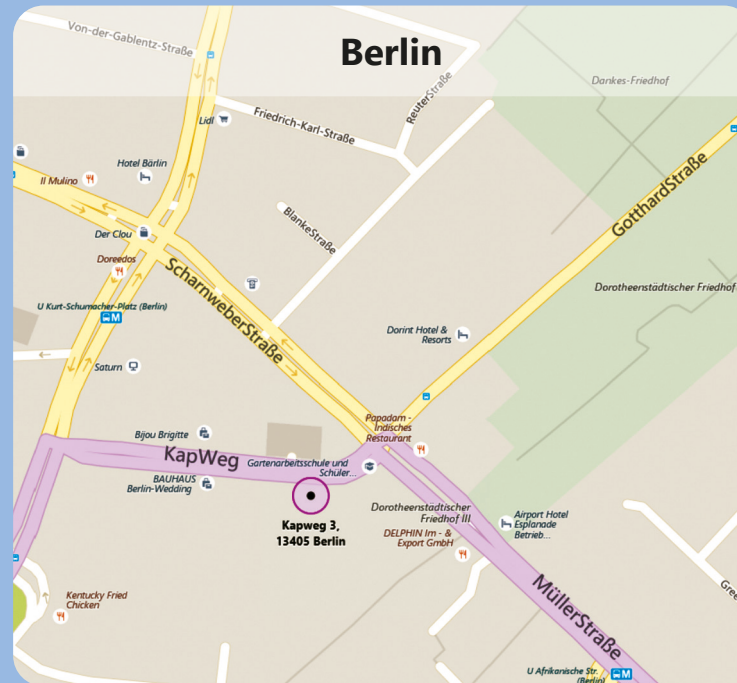 Von-der-Gablentz-Straße
Berlin
Dankes-Friedhof
ReuterStraße
Lidl
Friedrich-Karl-Straße
Hotel Bärlin
Il Mulino
GotthardStraße
BlankeStraße
Der Clou
Doreedos
ScharnweberStraße
Dorotheenstädtischer Friedhof
U Kurt-Schumacher-Platz (Berlin)
M
Dorint Hotel &
Resorts
Saturn
Papadam -
Indisches
Restaurant
Bijou Brigitte
KapWeg
Gartenarbeitsschule und
Schüler...
BAUHAUS
Berlin-Wedding
Kapweg 3,
13405 Berlin
Dorotheenstädtischer
Friedhof III
Airport Hotel
Esplanade
Betrieb...
DELPHIN Im - &
Export GmbH
MüllerStraße
Kentucky Fried
Chicken
Gree
U Afrikanische Str.
(Berlin)
M